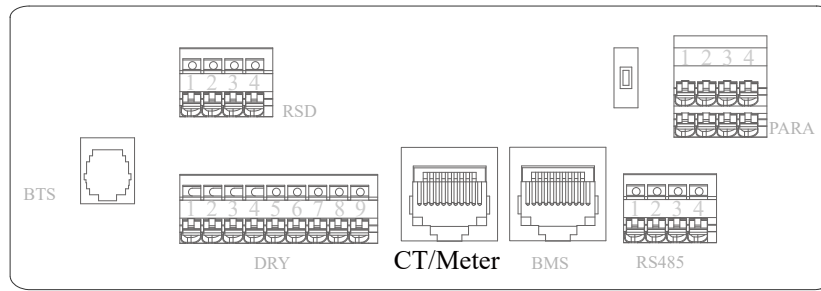 1 2 3 4
RSD
1 2 3 4
PARA
BTS
1 2 3 4 5 6 7 8 9
DRY
CT/Meter
BMS
1 2 3 4
RS485